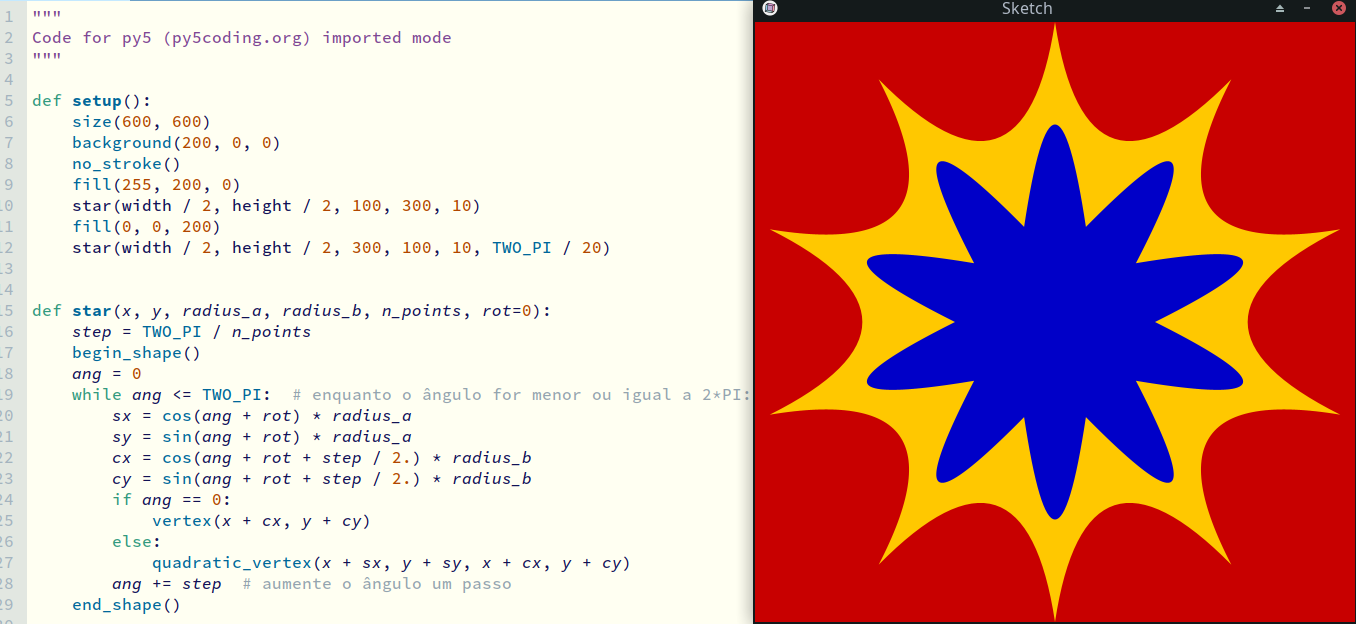 Sketch
1 """
2 Code for py5 (py5coding.org) imported mode
3 """
4
5 def setup():
6     size(600, 600)
7     background(200, 0, 0)
8     no_stroke()
9     fill(255, 200, 0)
10     star(width / 2, height / 2, 100, 300, 10)
11     fill(0, 0, 200)
12     star(width / 2, height / 2, 300, 100, 10, TWO_PI / 20)
13
14
15 def star(x, y, radius_a, radius_b, n_points, rot=0):
16     step = TWO_PI / n_points
17     begin_shape()
18     ang = 0
19     while ang <= TWO_PI:  # enquanto o ângulo for menor ou igual a 2*PI:
20         sx = cos(ang + rot) * radius_a
21         sy = sin(ang + rot) * radius_a
22         cx = cos(ang + rot + step / 2.) * radius_b
23         cy = sin(ang + rot + step / 2.) * radius_b
24         if ang == 0:
25             vertex(x + cx, y + cy)
26         else:
27             quadratic_vertex(x + sx, y + sy, x + cx, y + cy)
28         ang += step  # aumente o ângulo um passo
29     end_shape()